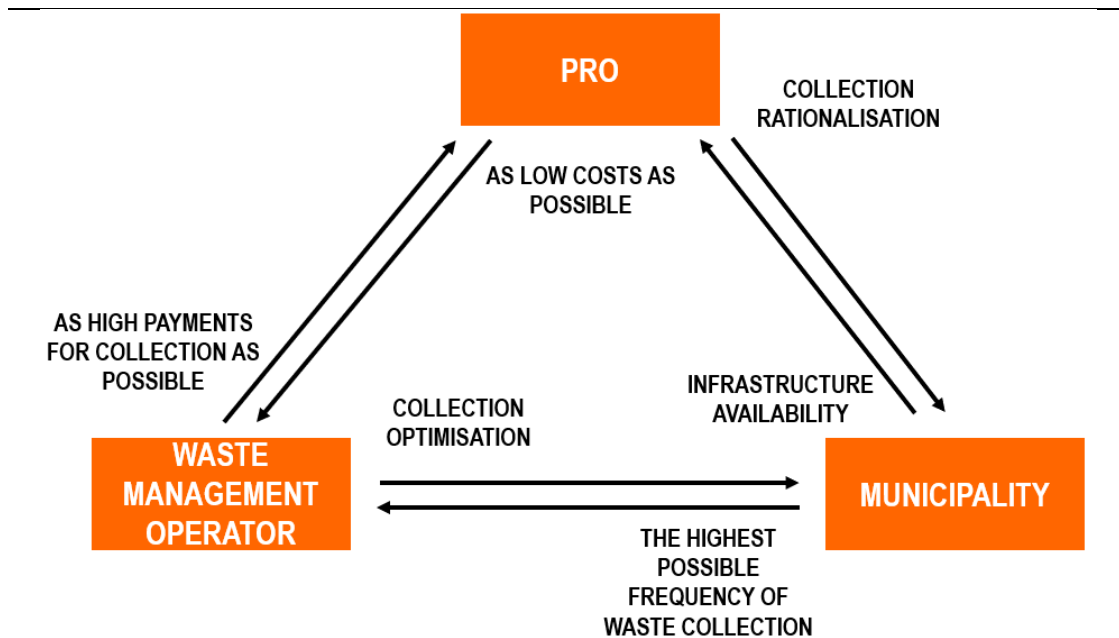 PRO
COLLECTION
RATIONALISATION
AS LOW COSTS AS
POSSIBLE
AS HIGH PAYMENTS
FOR COLLECTION AS
POSSIBLE
INFRASTRUCTURE
AVAILABILITY
COLLECTION
OPTIMISATION
WASTE
MANAGEMENT
OPERATOR
MUNICIPALITY
THE HIGHEST
POSSIBLE
FREQUENCY OF
WASTE COLLECTION